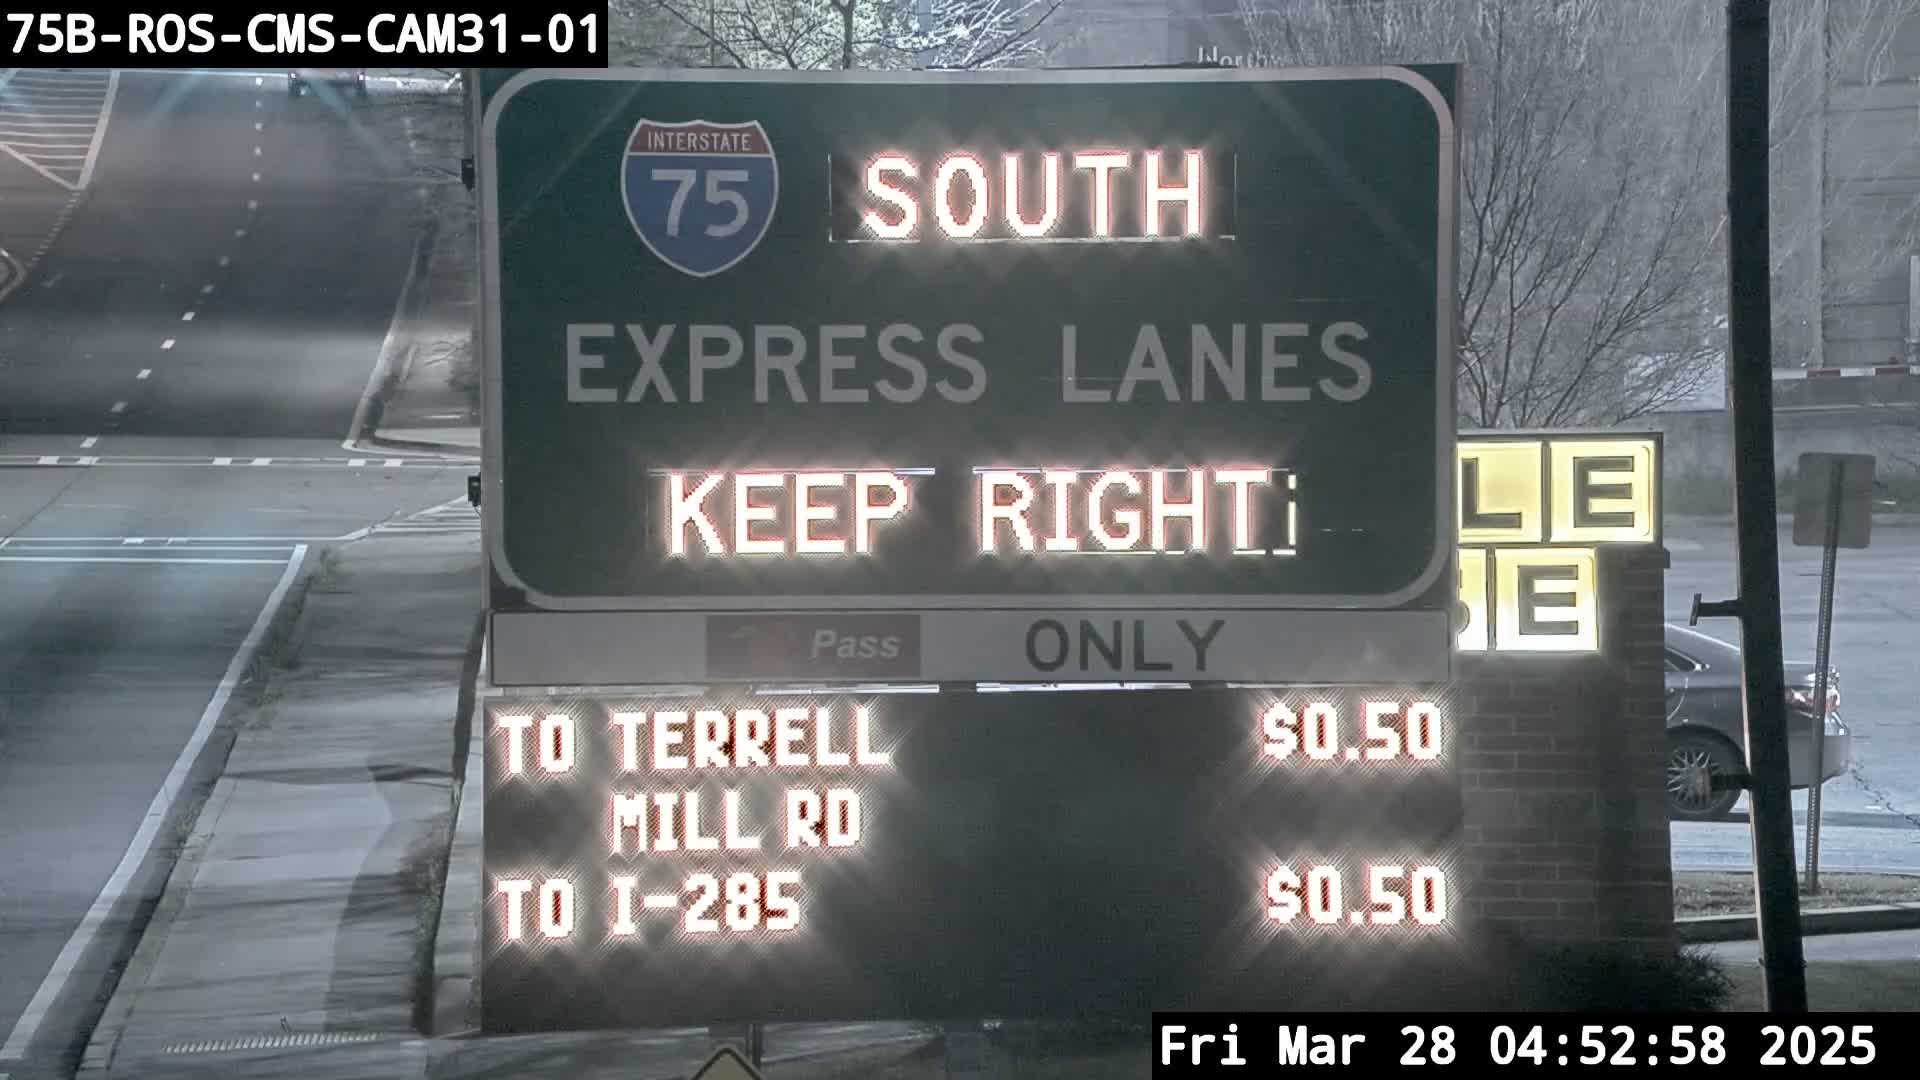 75B-ROS-CMS-CAM31-01
INTERSTATE
75
SOUTH
EXPRESS LANES
KEEP RIGHT
Pass ONLY
TO TERRELL $0.50
MILL RD
TO I-285 $0.50
LE
E
Fri Mar 28 04:52:58 2025